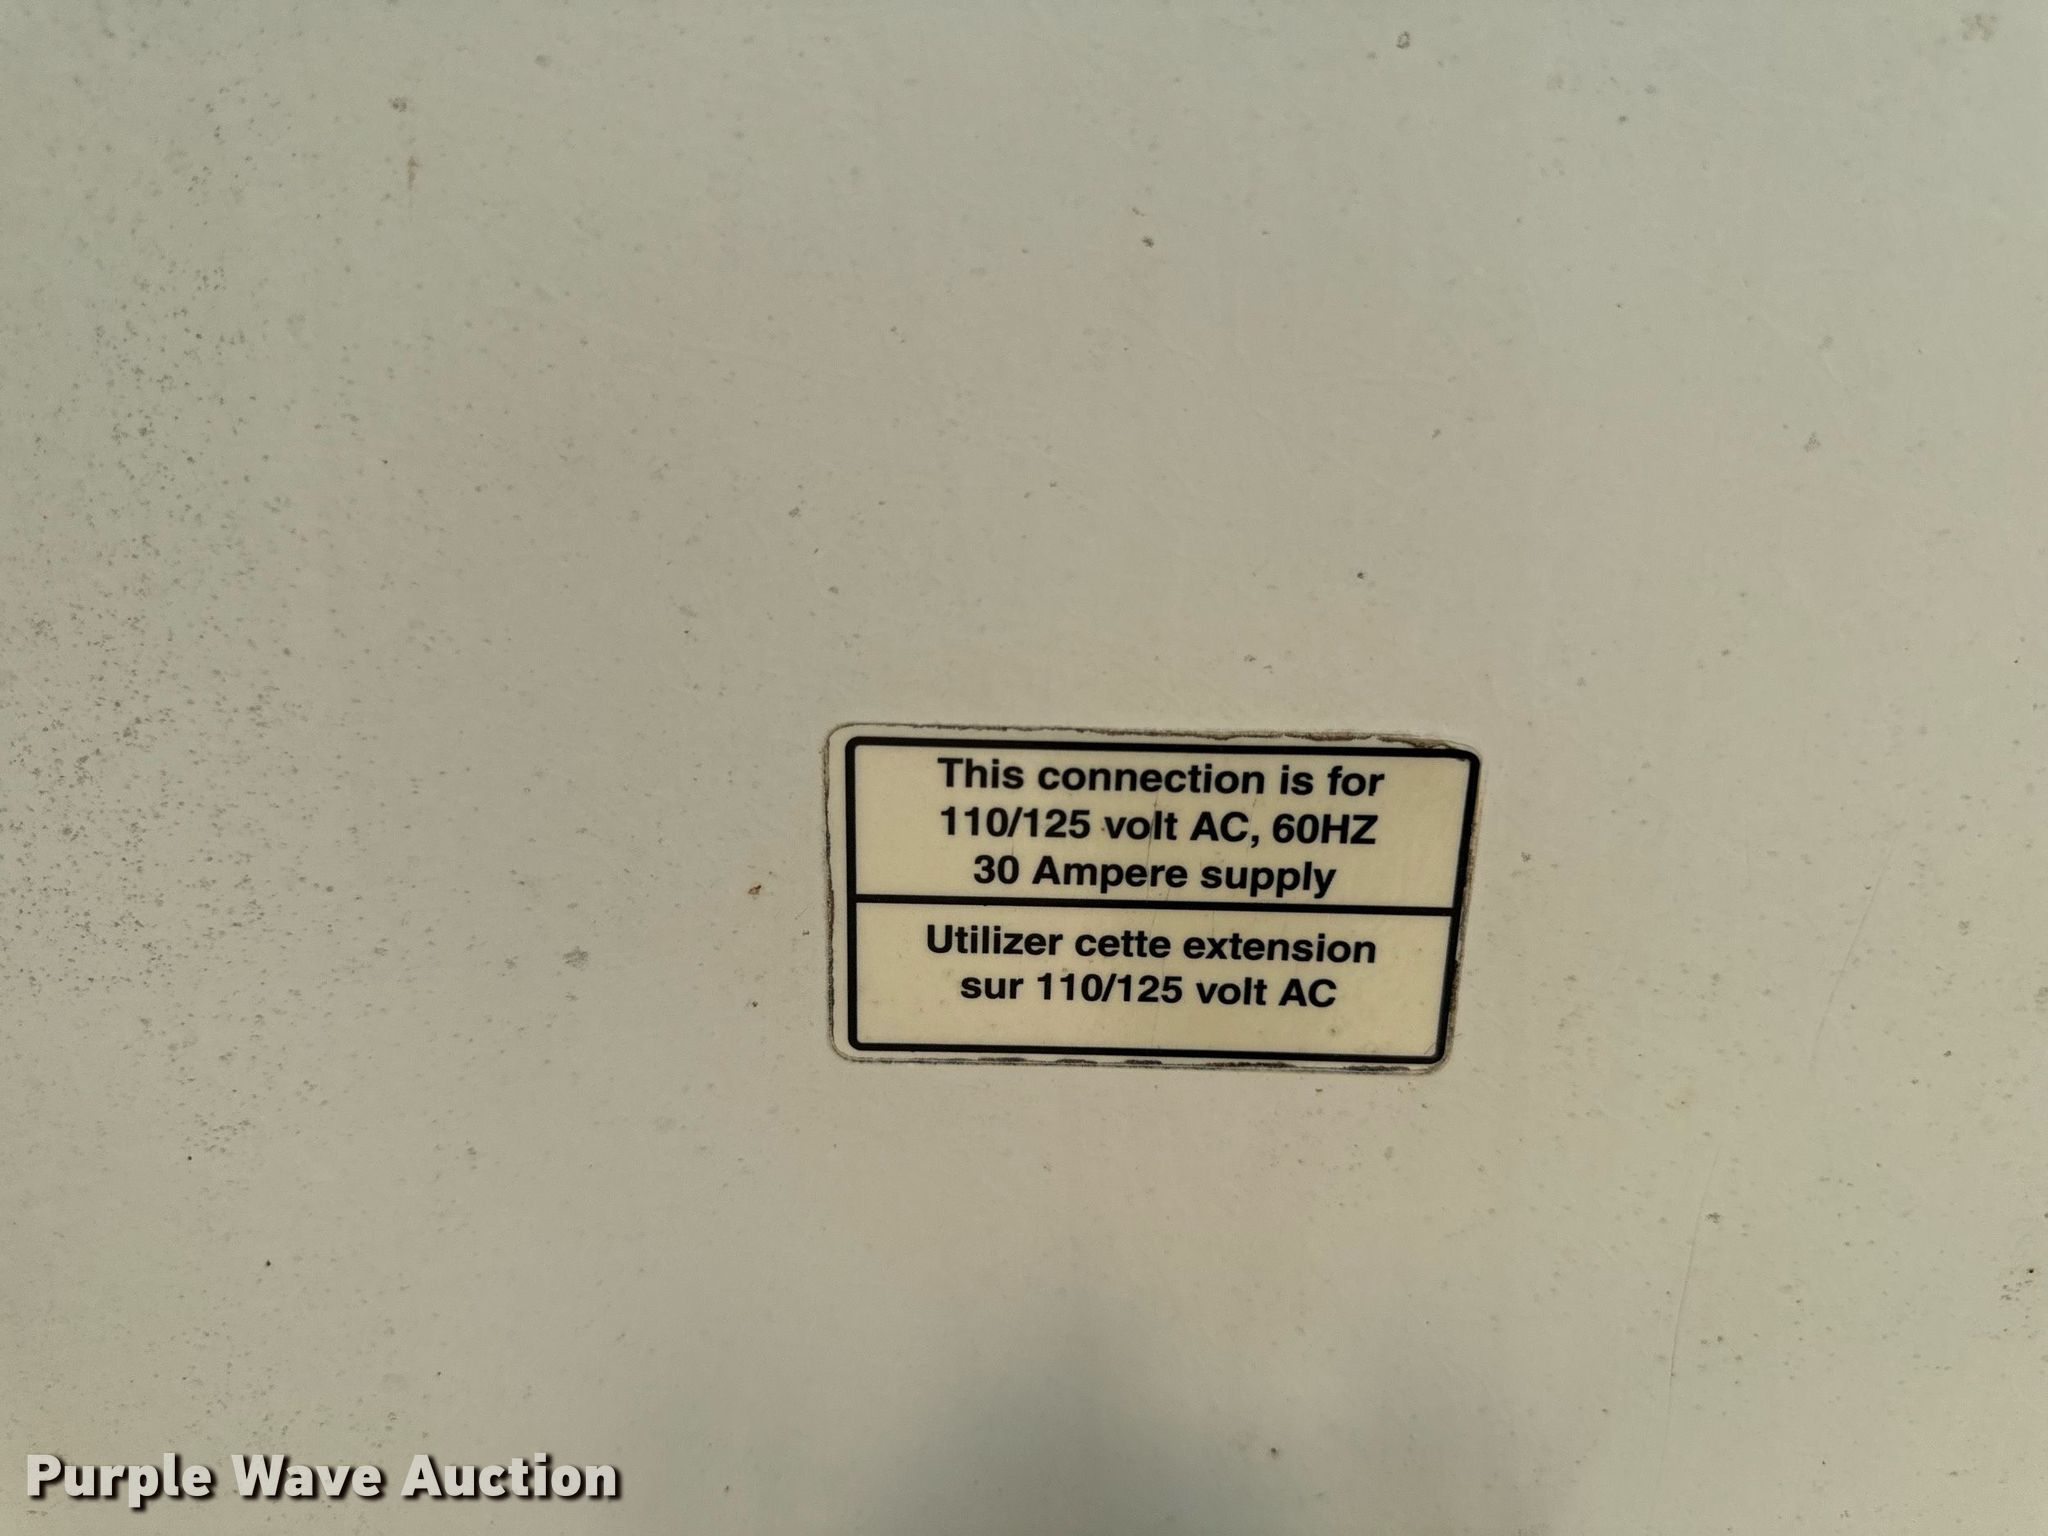 This connection is for
110/125 volt AC, 60HZ
30 Ampere supply
Utilizer cette extension
sur 110/125 volt AC
Purple Wave Auction